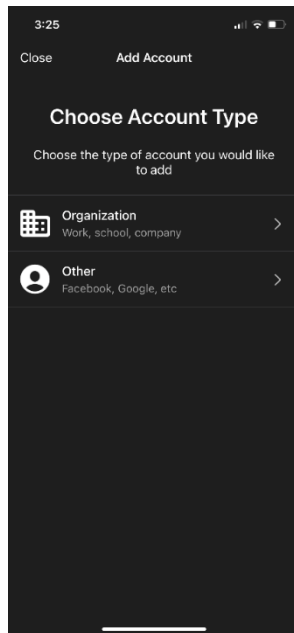 3:25
Close Add Account
Choose Account Type
Choose the type of account you would like
to add
Organization
Work, school, company
Other
Facebook, Google, etc